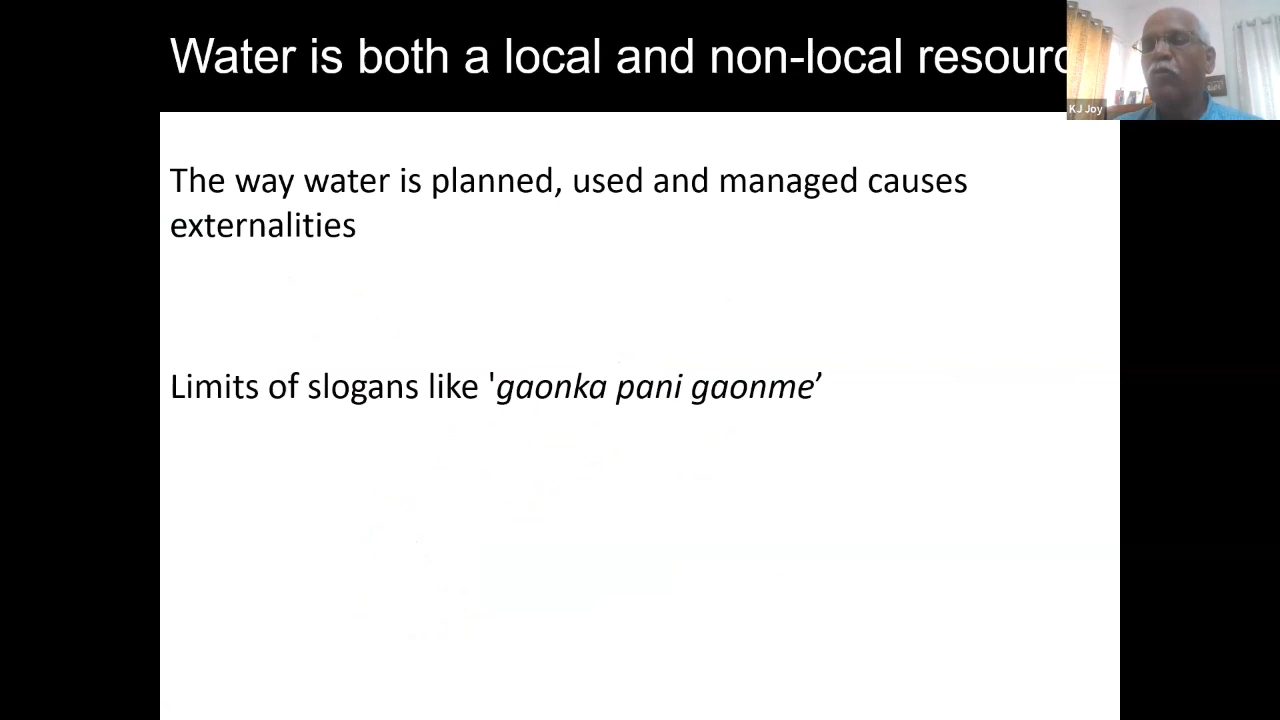 Water is both a local and non-local
KJ Joy
The way water is planned, used and managed causes
externalities
Limits of slogans like 'gaonka pani gaonme’